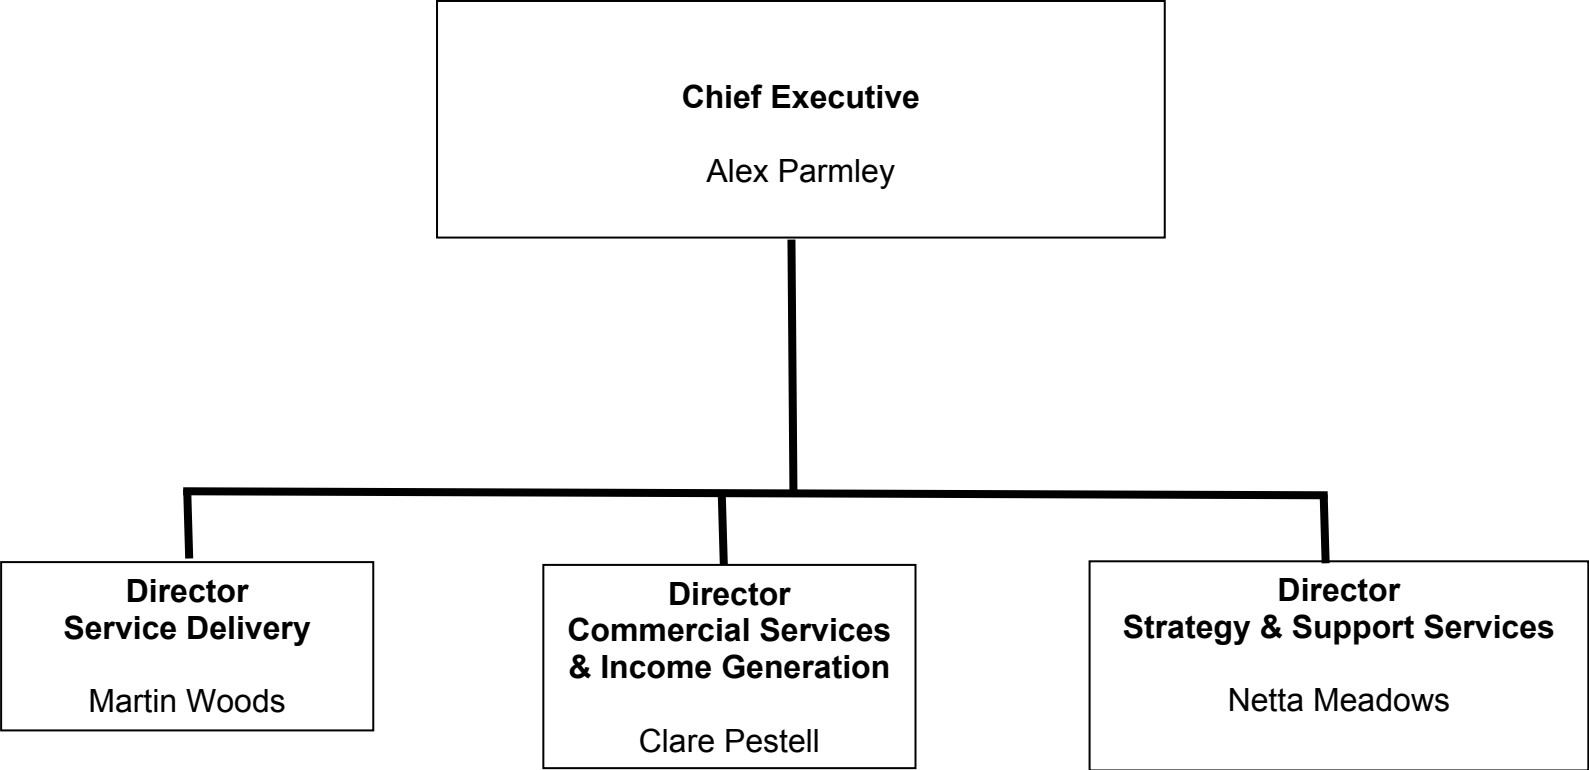 Chief Executive
Alex Parmley
Director
Service Delivery
Martin Woods
Director
Commercial Services
& Income Generation
Clare Pestell
Director
Strategy & Support Services
Netta Meadows